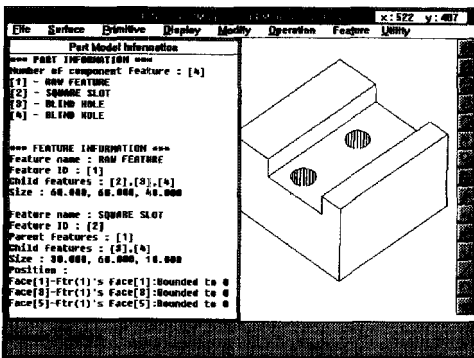 x: 522 y: 487
File Surface Primitive Display Modify Operation Feature Utility
Part Model Information
*** PART INFORMATION ***
Number of component Feature : [4]
[1] - RAW FEATURE
[2] - SQUARE SLOT
[3] - BLIND HOLE
[4] - BLIND HOLE
*** FEATURE INFORMATION ***
Feature name : RAW FEATURE
Feature ID : [1]
Child features : [2],[3],[4]
Size : 60.000, 60.000, 40.000
Feature name : SQUARE SLOT
Feature ID : [2]
Parent features : [1]
Child features : [3],[4]
Size : 30.000, 60.000, 10.000
Position :
Face[1]-Ftr(1)'s Face[1]:Bounded to 0
Face[3]-Ftr(1)'s Face[3]:Bounded to 0
Face[5]-Ftr(1)'s Face[5]:Bounded to 0